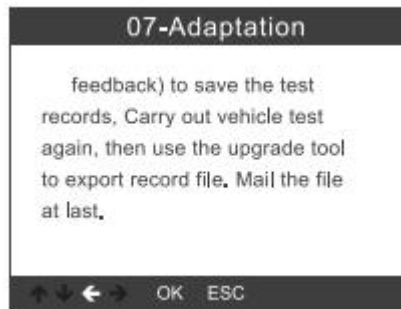 07-Adaptation
feedback) to save the test
records, Carry out vehicle test
again, then use the upgrade tool
to export record file. Mail the file
at last.
OK ESC